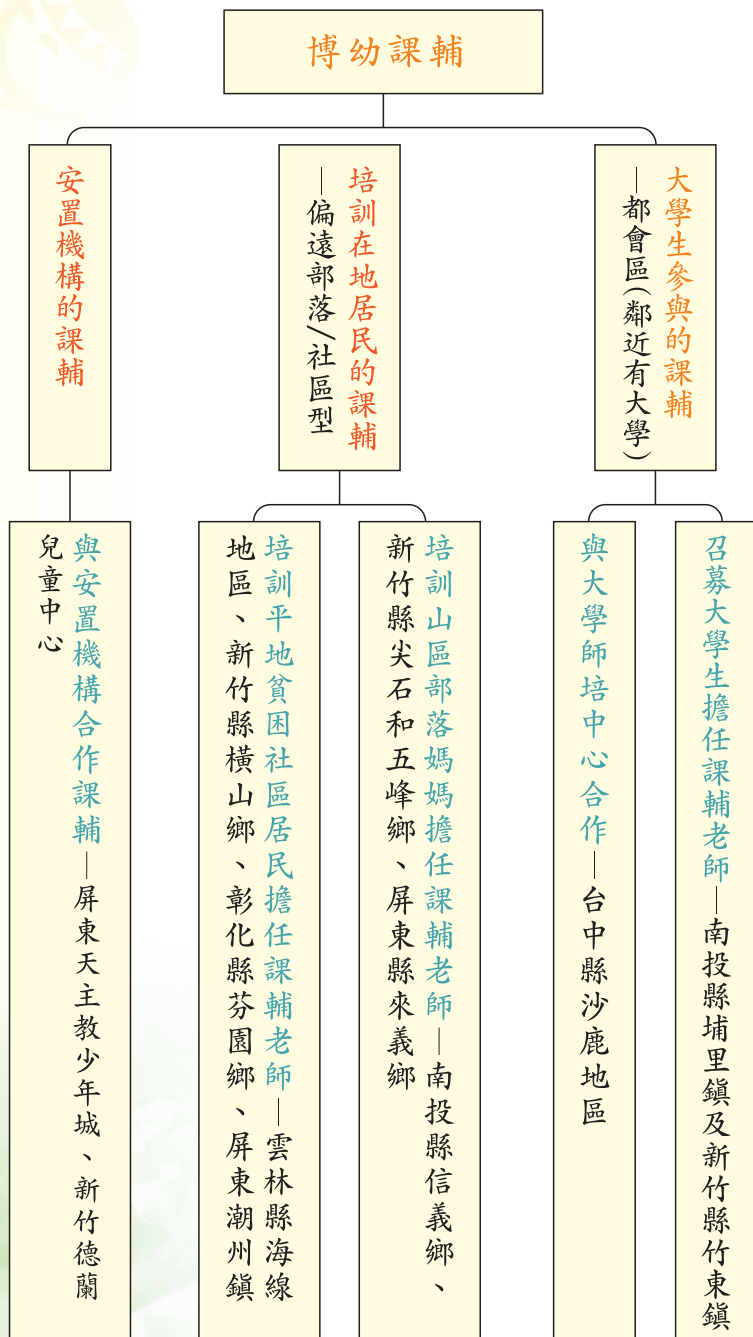 博幼課輔
大學生參與的課輔
—都會區(鄰近有大學)
培訓在地居民的課輔
—偏遠部落/社區型
安置機構的課輔
召募大學生擔任課輔老師—南投縣埔里鎮及新竹縣竹東鎮
與大學師培中心合作—台中縣沙鹿地區
培訓山區部落媽媽擔任課輔老師—南投縣信義鄉、
新竹縣尖石和五峰鄉、屏東縣來義鄉
培訓平地貧困社區居民擔任課輔老師—雲林縣海線
地區、新竹縣橫山鄉、彰化縣芬園鄉、屏東潮州鎮
與安置機構合作課輔—屏東天主教少年城、新竹德蘭
兒童中心